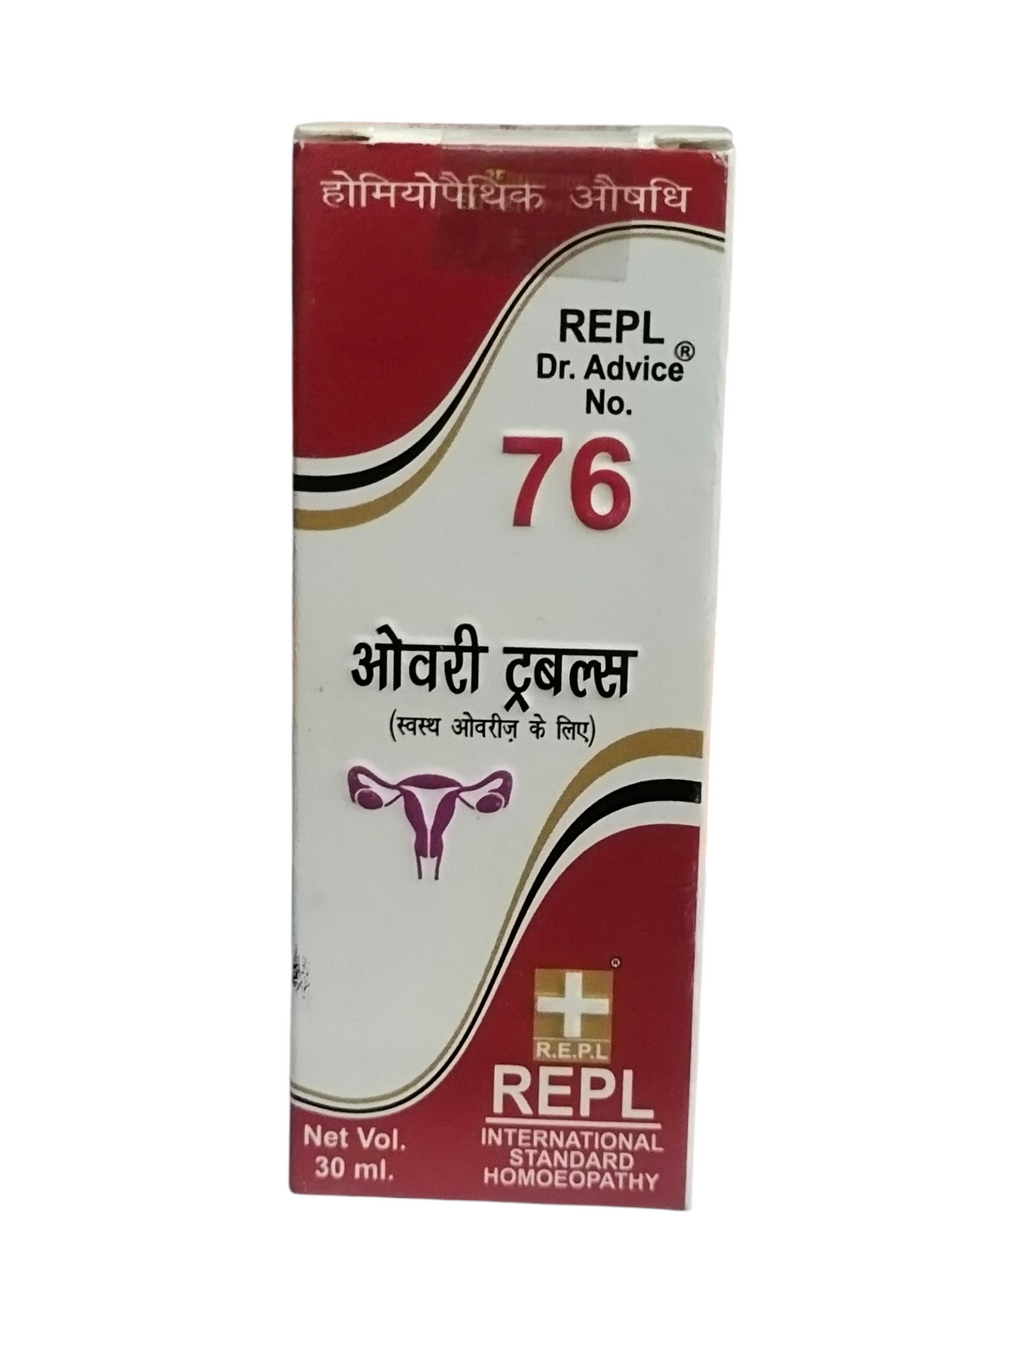 होमियोपैथिक औषधि
REPL
Dr. Advice®
No.
76
ओवरी ट्रबल्स
(स्वस्थ ओवरीज़ के लिए)
®
R.E.P.L
REPL
INTERNATIONAL
STANDARD
HOMOEOPATHY
Net Vol.
30 ml.